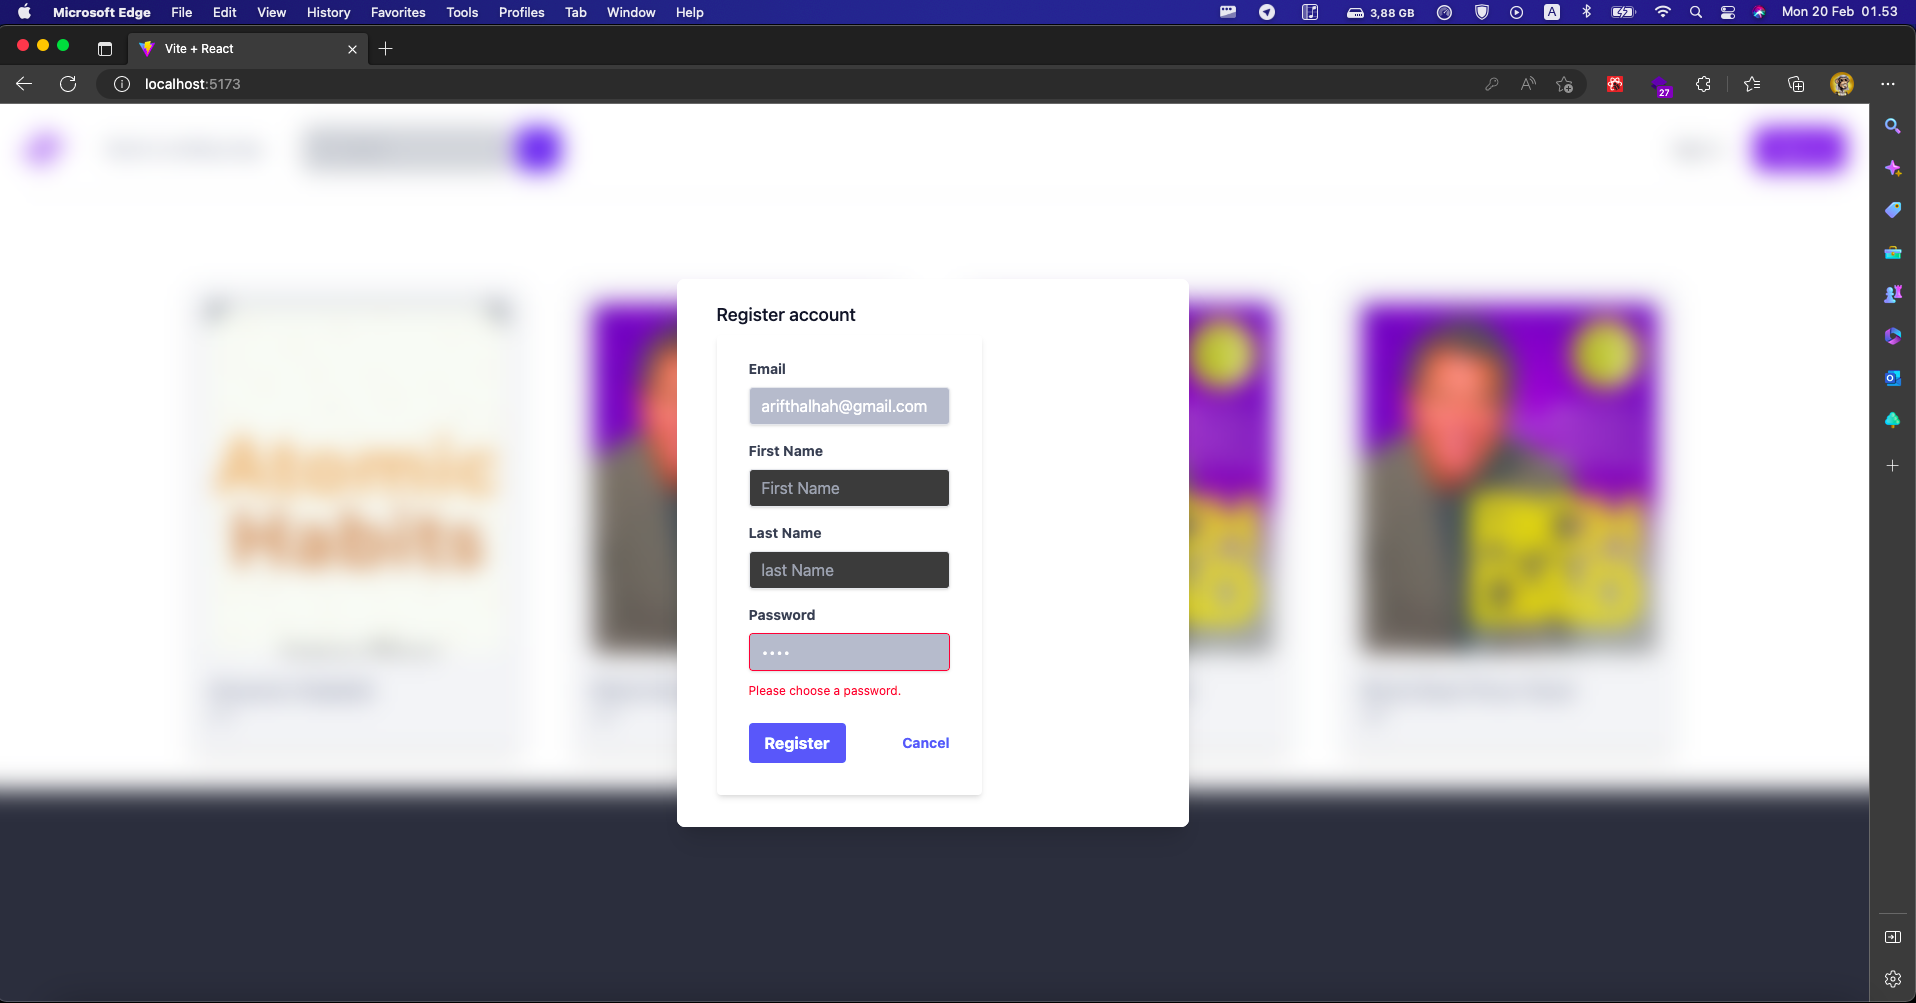 Microsoft Edge File Edit View History Favorites Tools Profiles Tab Window Help 3,88 GB A Mon 20 Feb 01.53
Vite + React
localhost:5173
27
Register account
Email
arifthalhah@gmail.com
First Name
First Name
Last Name
last Name
Password
••••
Please choose a password.
Register Cancel
Atomic
Habits